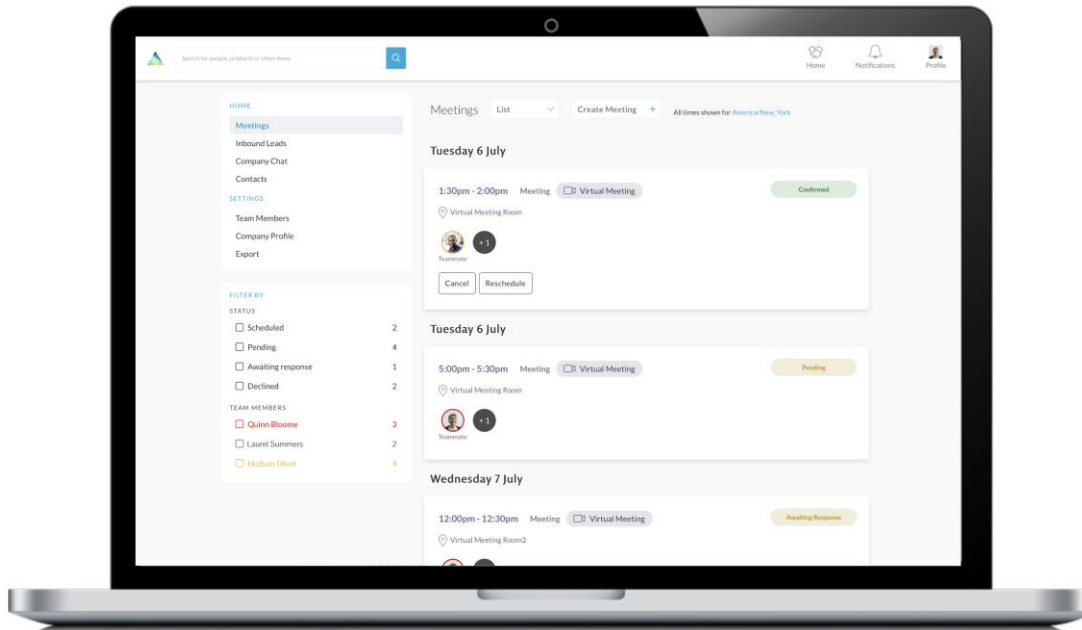 Search for people, products or other items
Home
Notifications
Profile
HOME
Meetings
Inbound Leads
Company Chat
Contacts
SETTINGS
Team Members
Company Profile
Export
FILTER BY
STATUS
Scheduled 2
Pending 4
Awaiting response 1
Declined 2
TEAM MEMBERS
Quinn Bloome 3
Laurel Summers 2
Hudson Oliver 4
Meetings List Create Meeting + All times shown for America/New_York
Tuesday 6 July
1:30pm - 2:00pm Meeting Virtual Meeting Confirmed
Virtual Meeting Room
+1
Teammate
Cancel Reschedule
Tuesday 6 July
5:00pm - 5:30pm Meeting Virtual Meeting Pending
Virtual Meeting Room
+1
Teammate
Wednesday 7 July
12:00pm - 12:30pm Meeting Virtual Meeting Awaiting Response
Virtual Meeting Room2